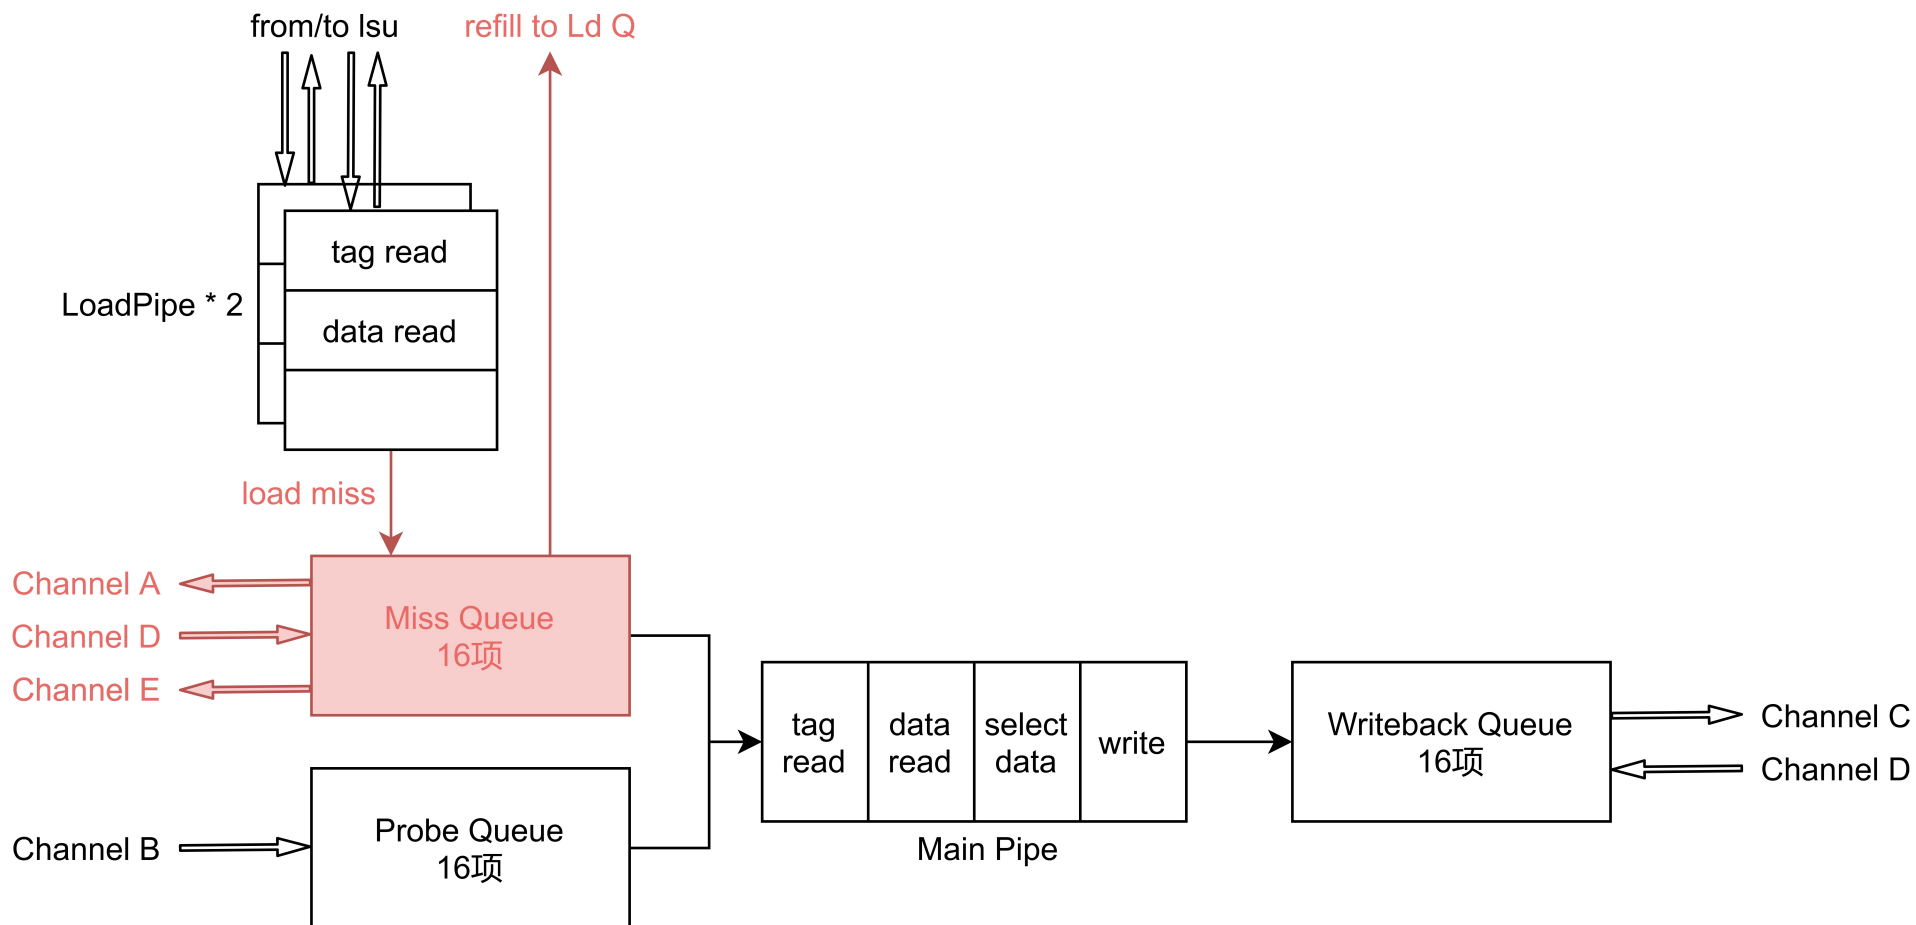 from/to lsu
refill to Ld Q
tag read
LoadPipe * 2
data read
load miss
Channel A
Channel D
Channel E
Miss Queue
16项
Channel B
Probe Queue
16项
tag
read
data
read
select
data
write
Main Pipe
Writeback Queue
16项
Channel C
Channel D